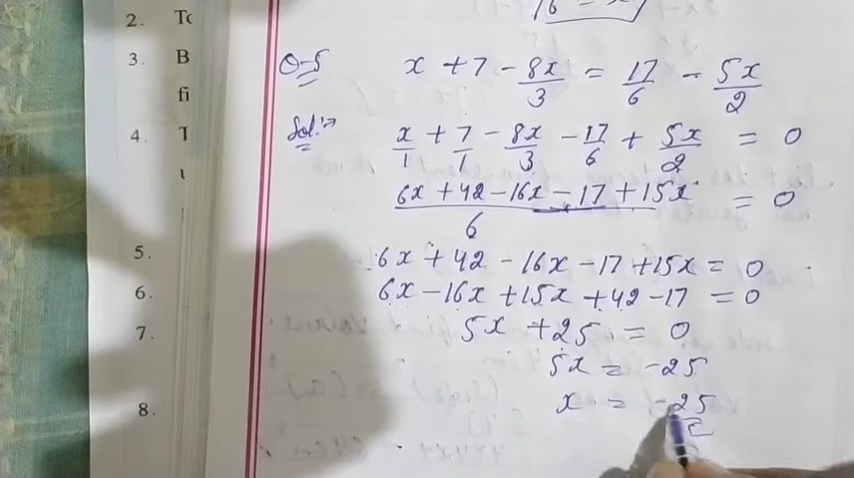 2. To
3. B
fi
4. T
5.
6.
7.
8.
Q-5 x + 7 - 8x/3 = 17/6 - 5x/2
Sol:→ x/1 + 7/1 - 8x/3 - 17/6 + 5x/2 = 0
6x + 42 - 16x - 17 + 15x / 6 = 0
6x + 42 - 16x - 17 + 15x = 0
6x - 16x + 15x + 42 - 17 = 0
5x + 25 = 0
5x = -25
x = -25/5